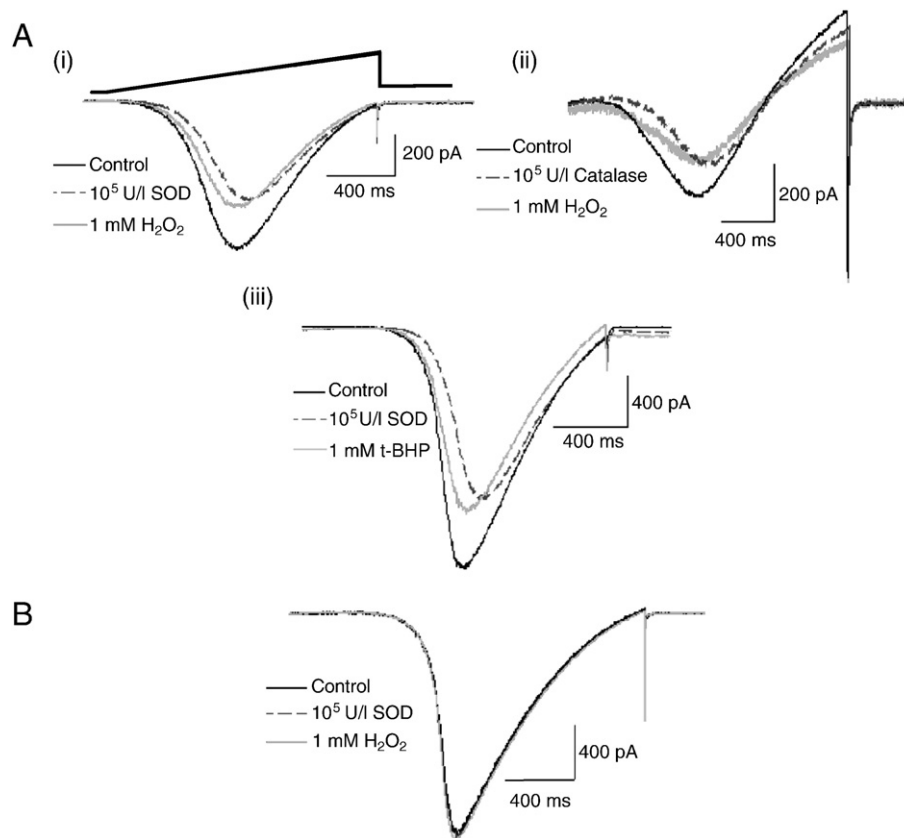 A
(i)
Control
10⁵ U/l SOD
1 mM H₂O₂
200 pA
400 ms
(ii)
Control
10⁵ U/l Catalase
1 mM H₂O₂
200 pA
400 ms
(iii)
Control
10⁵U/l SOD
1 mM t-BHP
400 pA
400 ms
B
Control
10⁵ U/l SOD
1 mM H₂O₂
400 pA
400 ms